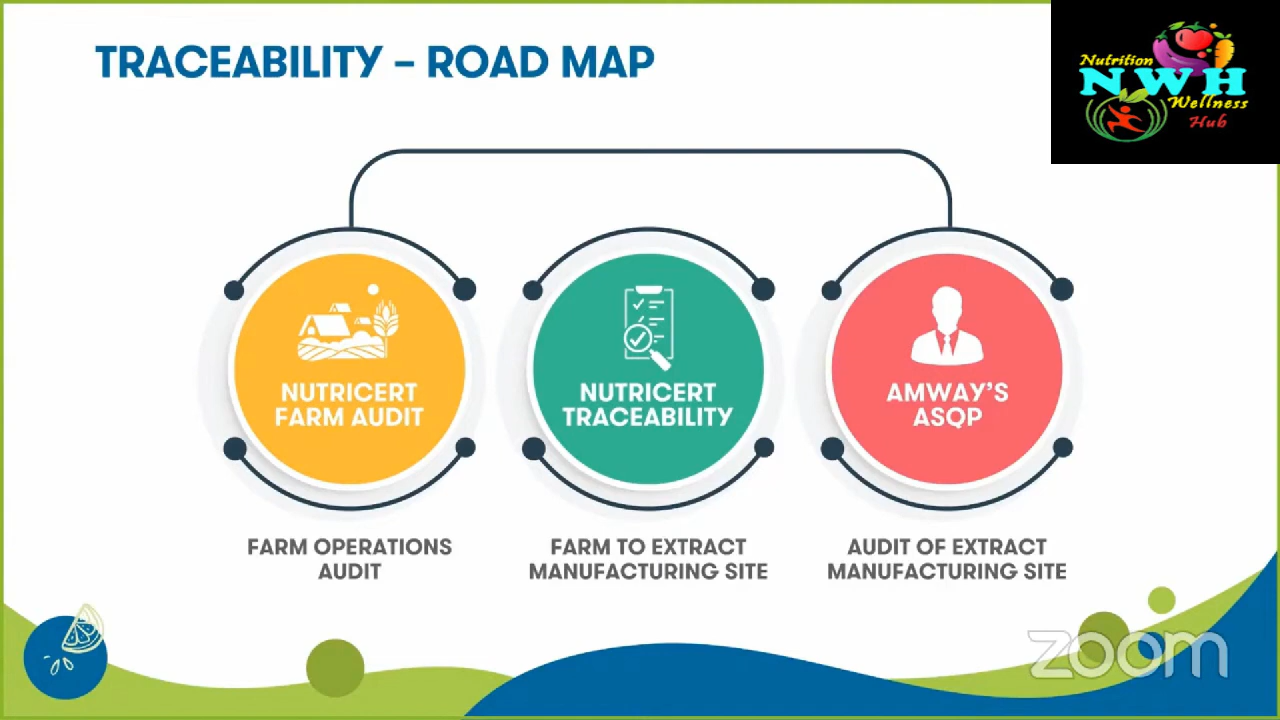 TRACEABILITY – ROAD MAP
Nutrition
NWH
Wellness
Hub
NUTRICERT
FARM AUDIT
NUTRICERT
TRACEABILITY
AMWAY'S
ASQP
FARM OPERATIONS
AUDIT
FARM TO EXTRACT
MANUFACTURING SITE
AUDIT OF EXTRACT
MANUFACTURING SITE
zoom